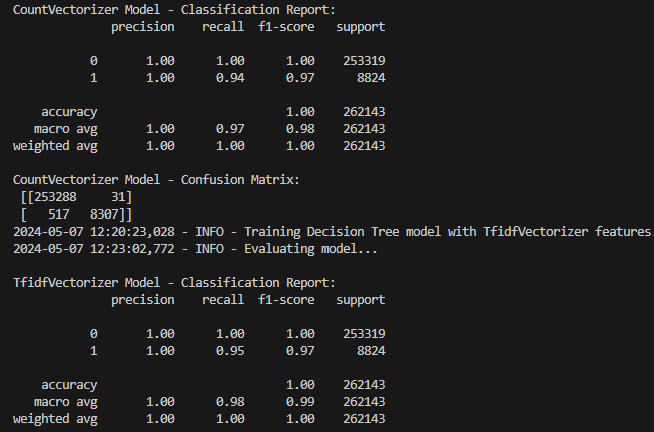 CountVectorizer Model - Classification Report:
              precision    recall  f1-score   support

           0       1.00      1.00      1.00    253319
           1       1.00      0.94      0.97      8824

    accuracy                           1.00    262143
   macro avg       1.00      0.97      0.98    262143
weighted avg       1.00      1.00      1.00    262143

CountVectorizer Model - Confusion Matrix:
 [[253288     31]
 [   517   8307]]
2024-05-07 12:20:23,028 - INFO - Training Decision Tree model with TfidfVectorizer features.
2024-05-07 12:23:02,772 - INFO - Evaluating model...

TfidfVectorizer Model - Classification Report:
              precision    recall  f1-score   support

           0       1.00      1.00      1.00    253319
           1       1.00      0.95      0.97      8824

    accuracy                           1.00    262143
   macro avg       1.00      0.98      0.99    262143
weighted avg       1.00      1.00      1.00    262143